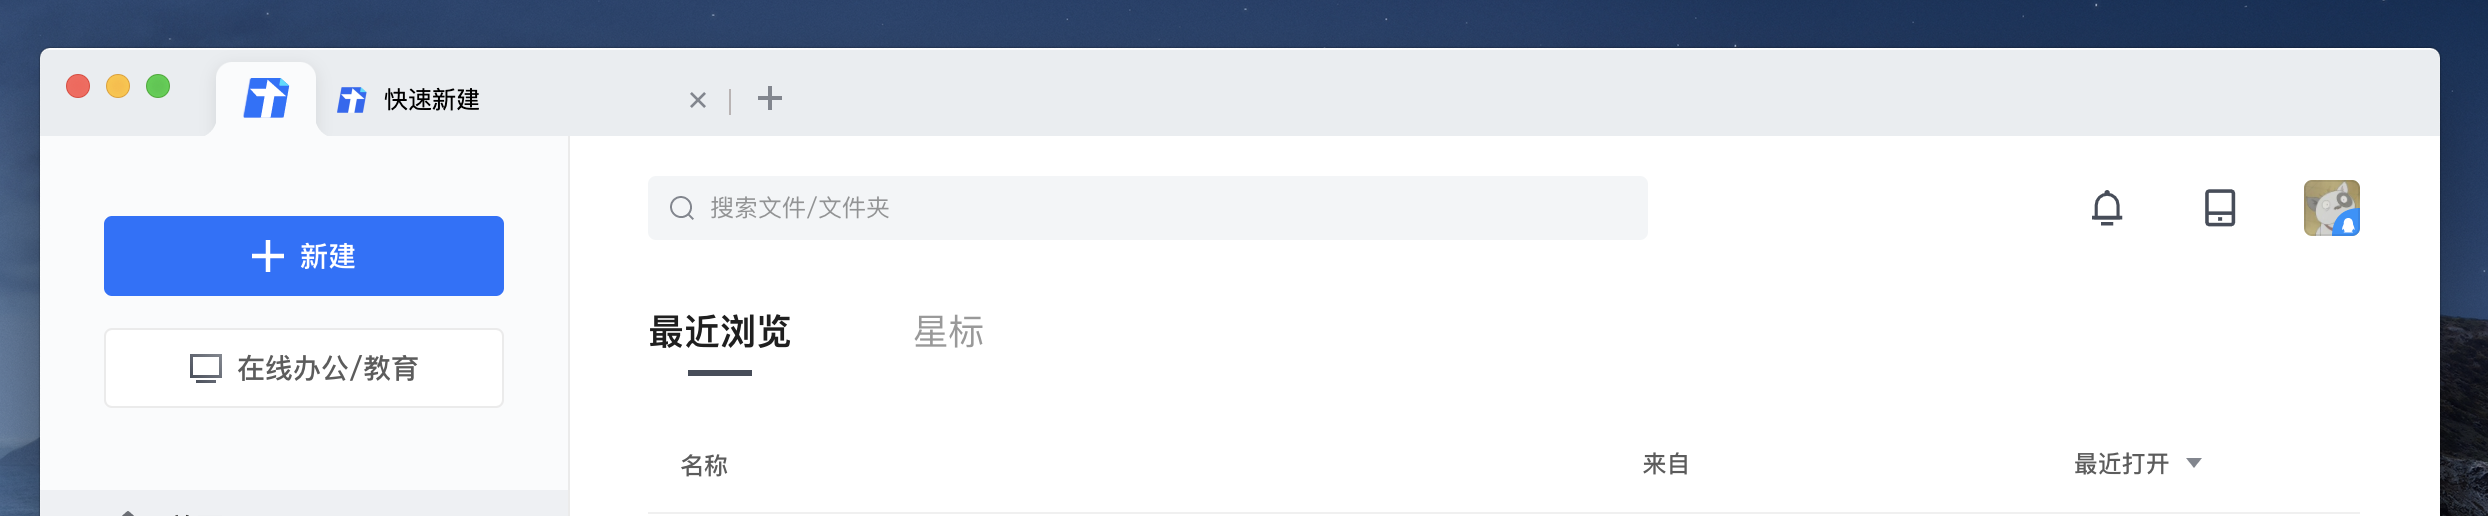 快速新建
搜索文件/文件夹
新建
在线办公/教育
最近浏览
星标
名称
来自
最近打开